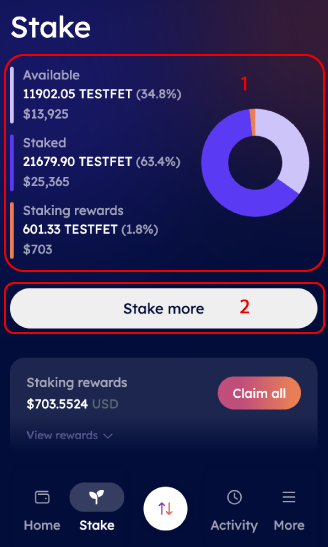 Stake
Available
11902.05 TESTFET (34.8%)
$13,925
1
Staked
21679.90 TESTFET (63.4%)
$25,365
Staking rewards
601.33 TESTFET (1.8%)
$703
Stake more
2
Staking rewards
$703.5524 USD
Claim all
View rewards
Home
Stake
Activity
More